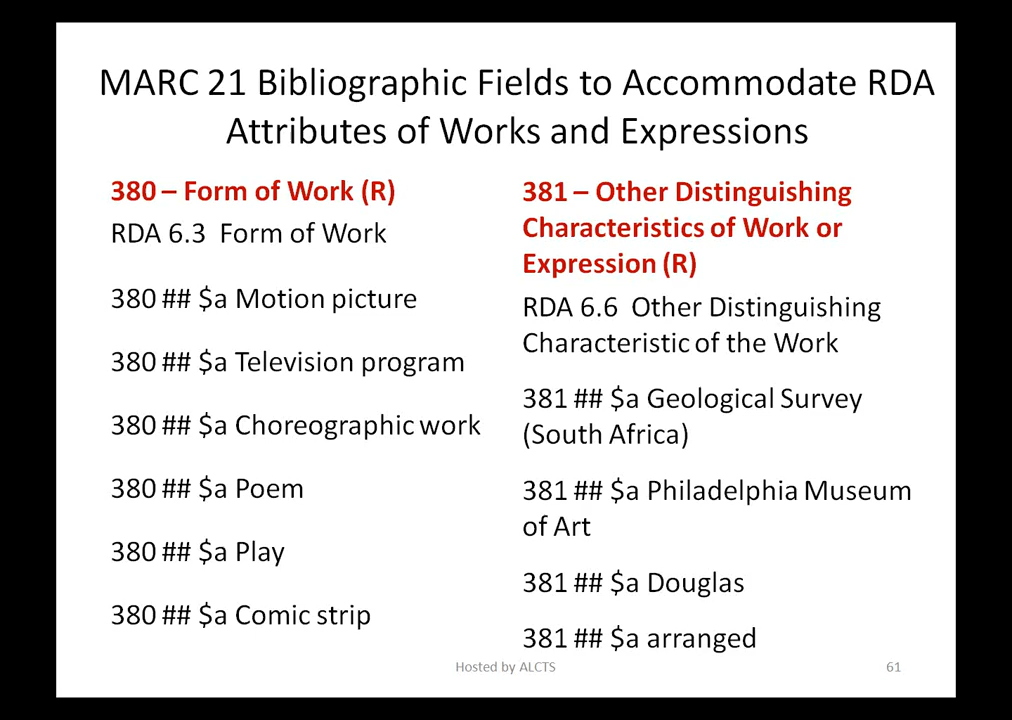 MARC 21 Bibliographic Fields to Accommodate RDA
Attributes of Works and Expressions
380 – Form of Work (R)
RDA 6.3 Form of Work
380 ## $a Motion picture
380 ## $a Television program
380 ## $a Choreographic work
380 ## $a Poem
380 ## $a Play
380 ## $a Comic strip
381 – Other Distinguishing
Characteristics of Work or
Expression (R)
RDA 6.6 Other Distinguishing
Characteristic of the Work
381 ## $a Geological Survey
(South Africa)
381 ## $a Philadelphia Museum
of Art
381 ## $a Douglas
381 ## $a arranged
Hosted by ALCTS
61